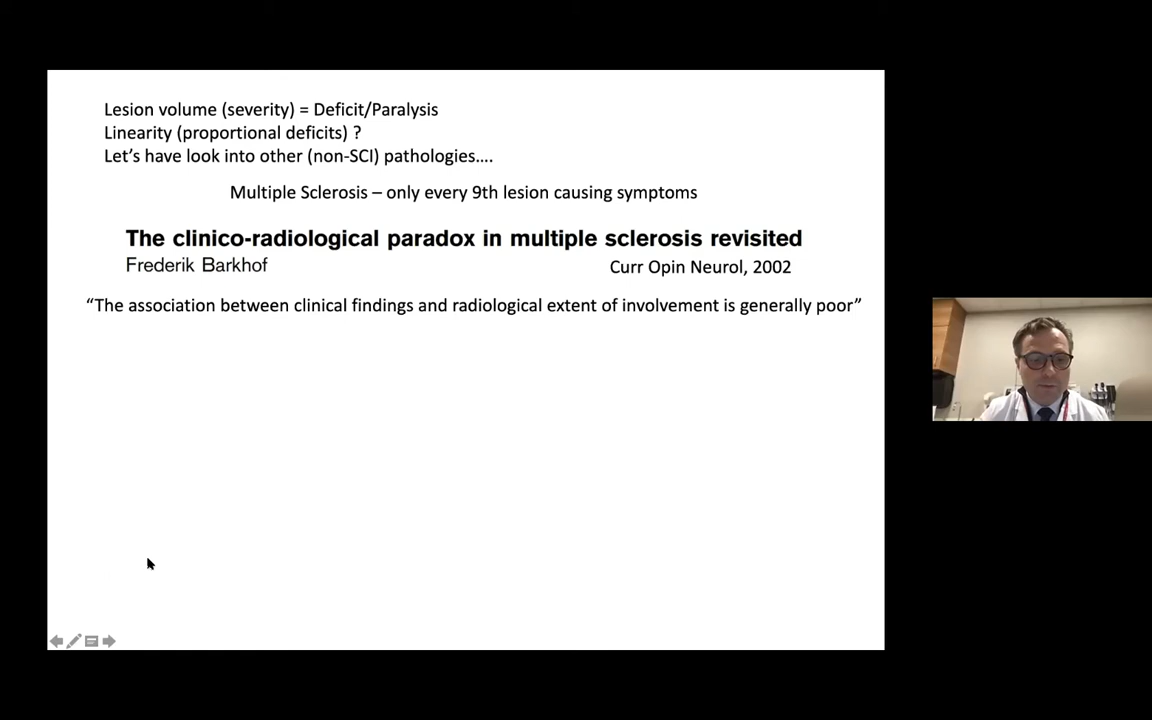 Lesion volume (severity) = Deficit/Paralysis
Linearity (proportional deficits) ?
Let’s have look into other (non-SCI) pathologies….
Multiple Sclerosis – only every 9th lesion causing symptoms
The clinico-radiological paradox in multiple sclerosis revisited
Frederik Barkhof
Curr Opin Neurol, 2002
“The association between clinical findings and radiological extent of involvement is generally poor”